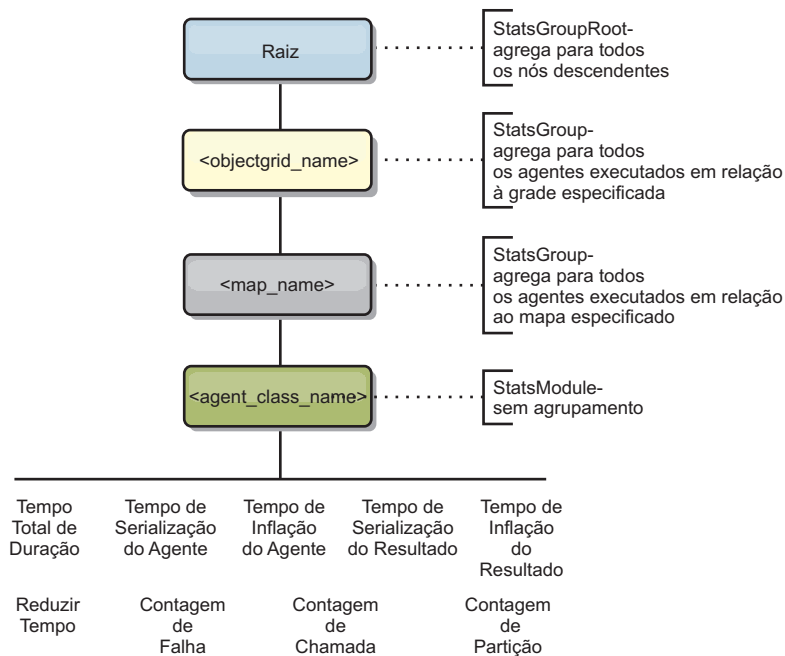 Raiz
StatsGroupRoot-
agrega para todos
os nós descendentes
<objectgrid_name>
StatsGroup-
agrega para todos
os agentes executados em relação
à grade especificada
<map_name>
StatsGroup-
agrega para todos
os agentes executados em relação
ao mapa especificado
<agent_class_name>
StatsModule-
sem agrupamento
Tempo
Total de
Duração
Tempo de
Serialização
do Agente
Tempo de
Inflação
do Agente
Tempo de
Serialização
do Resultado
Tempo de
Inflação
do
Resultado
Reduzir
Tempo
Contagem
de
Falha
Contagem
de
Chamada
Contagem
de
Partição